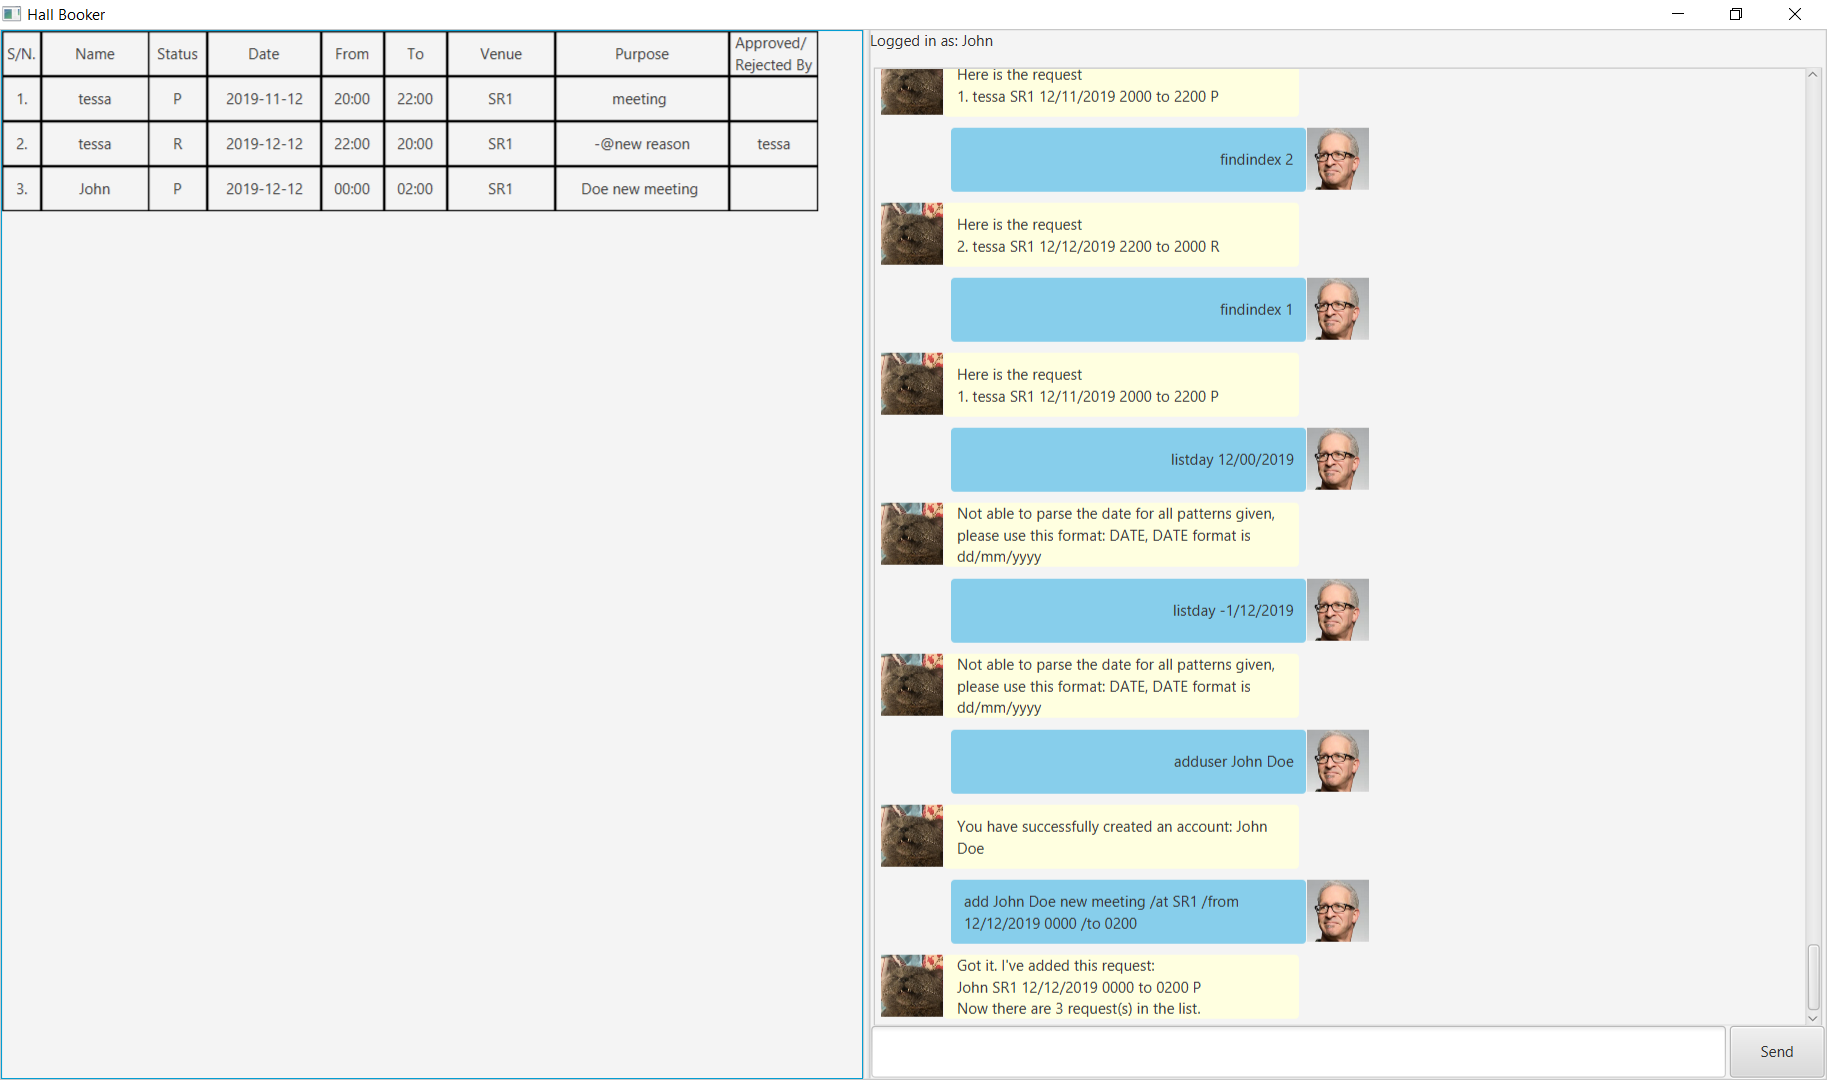 Hall Booker
S/N. Name Status Date From To Venue Purpose Approved/
Rejected By
1. tessa P 2019-11-12 20:00 22:00 SR1 meeting
2. tessa R 2019-12-12 22:00 20:00 SR1 -@new reason tessa
3. John P 2019-12-12 00:00 02:00 SR1 Doe new meeting
Logged in as: John
Here is the request
1. tessa SR1 12/11/2019 2000 to 2200 P
findindex 2
Here is the request
2. tessa SR1 12/12/2019 2200 to 2000 R
findindex 1
Here is the request
1. tessa SR1 12/11/2019 2000 to 2200 P
listday 12/00/2019
Not able to parse the date for all patterns given,
please use this format: DATE, DATE format is
dd/mm/yyyy
listday -1/12/2019
Not able to parse the date for all patterns given,
please use this format: DATE, DATE format is
dd/mm/yyyy
adduser John Doe
You have successfully created an account: John
Doe
add John Doe new meeting /at SR1 /from
12/12/2019 0000 /to 0200
Got it. I've added this request:
John SR1 12/12/2019 0000 to 0200 P
Now there are 3 request(s) in the list.
Send